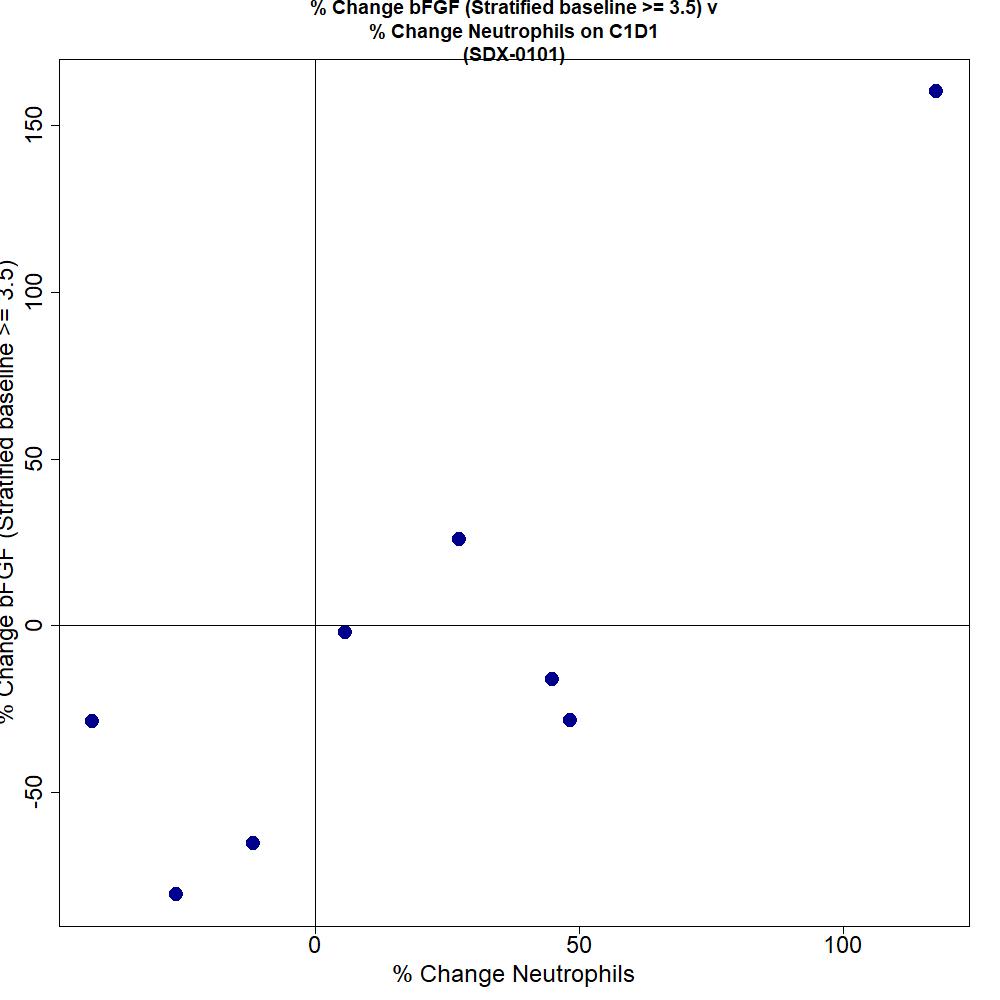 % Change bFGF (Stratified baseline >= 3.5) v
% Change Neutrophils on C1D1
(SDX-0101)
% Change bFGF (Stratified baseline >= 3.5)
150
100
50
0
-50
0 50 100
% Change Neutrophils